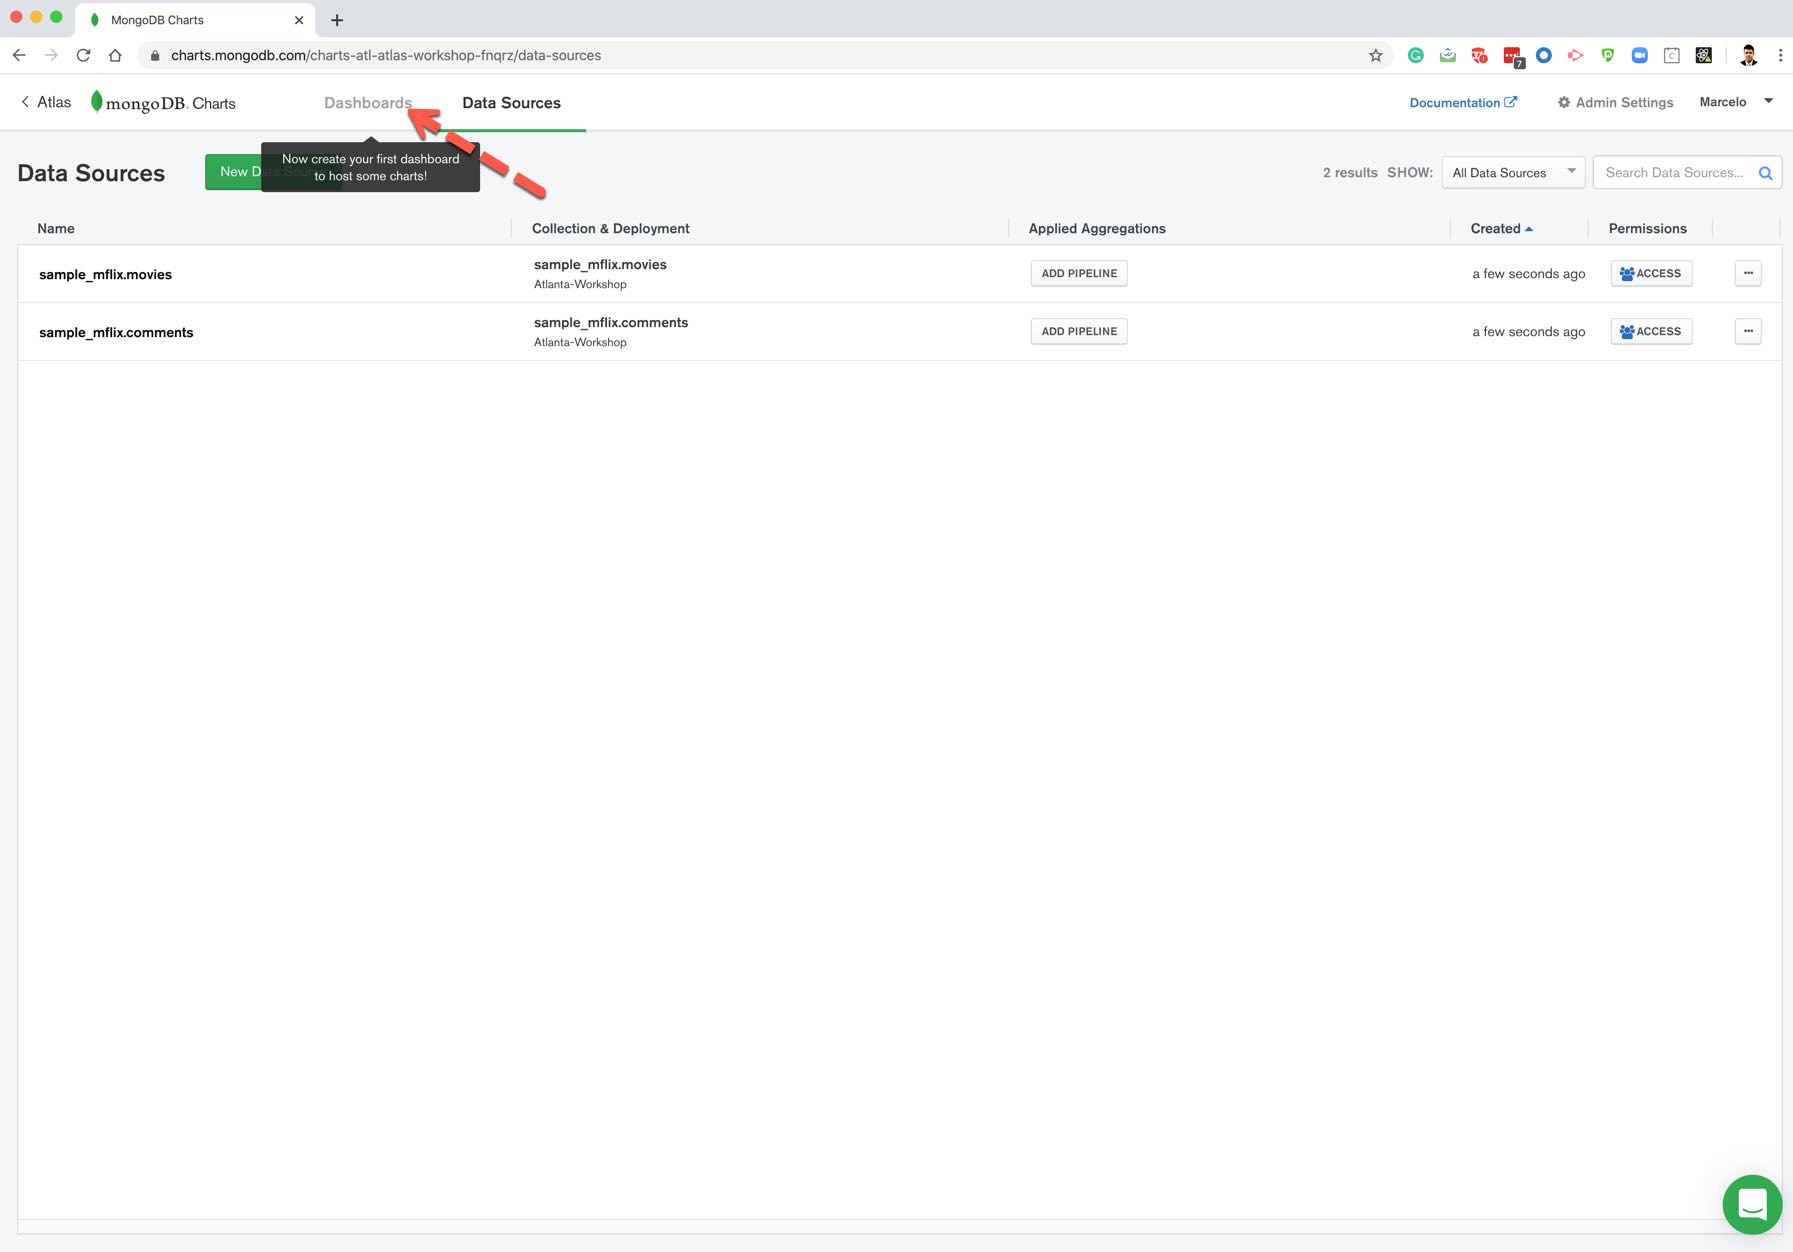 MongoDB Charts
charts.mongodb.com/charts-atl-atlas-workshop-fnqrz/data-sources
7
Atlas
mongoDB. Charts
Dashboards
Data Sources
Documentation
Admin Settings
Marcelo
Now create your first dashboard
to host some charts!
Data Sources
New Data Source
2 results SHOW:
All Data Sources
Search Data Sources...
Name
Collection & Deployment
Applied Aggregations
Created
Permissions
sample_mflix.movies
sample_mflix.movies
Atlanta-Workshop
ADD PIPELINE
a few seconds ago
ACCESS
...
sample_mflix.comments
sample_mflix.comments
Atlanta-Workshop
ADD PIPELINE
a few seconds ago
ACCESS
...